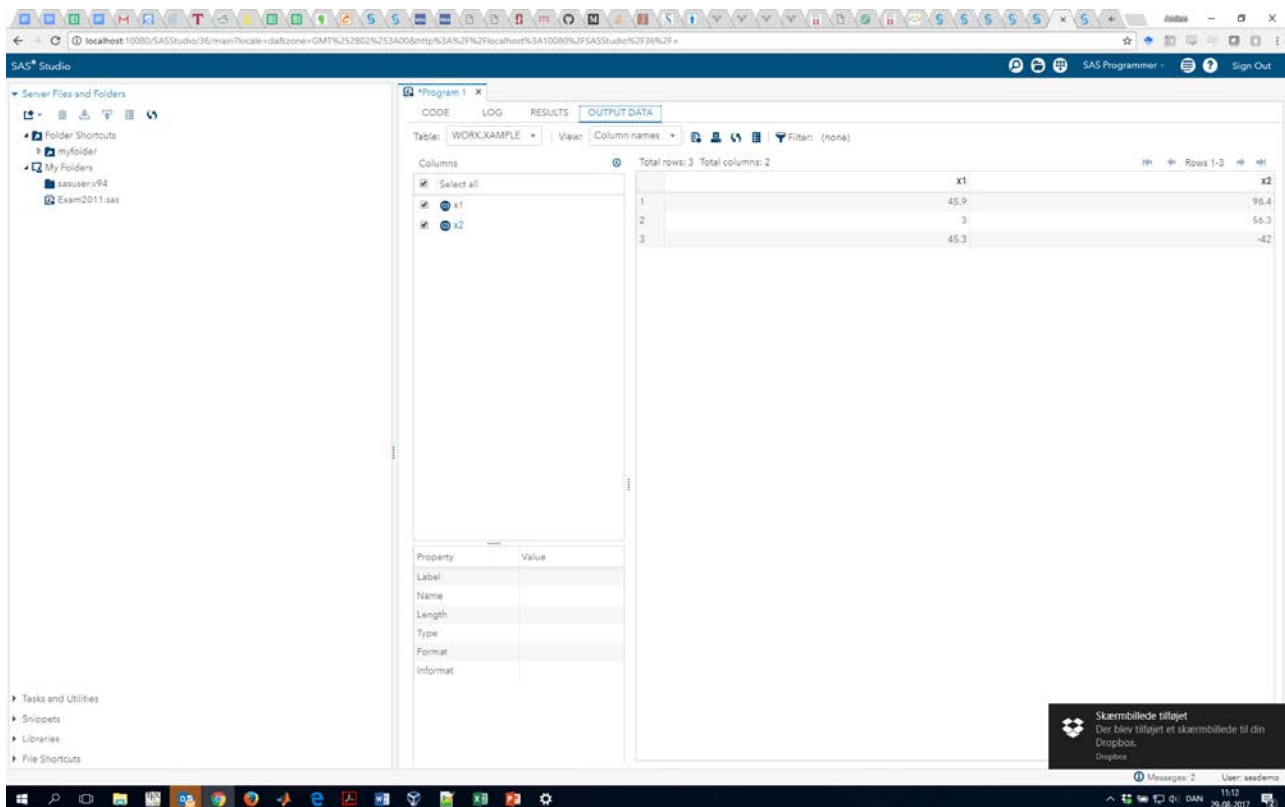 localhost:10080/SASStudio/36/main?locale=da&zone=GMT%252B02%253A00&http%3A%2F%2Flocalhost%3A10080%2FSASStudio%2F36%2F=
SAS® Studio
SAS Programmer
Sign Out
Server Files and Folders
Folder Shortcuts
myfolder
My Folders
sasuser.v94
Exam2011.sas
Tasks and Utilities
Snippets
Libraries
File Shortcuts
*Program 1
CODE LOG RESULTS OUTPUT DATA
Table: WORK.XAMPLE View: Column names Filter: (none)
Columns
Select all
x1
x2
Property Value
Label
Name
Length
Type
Format
Informat
Total rows: 3 Total columns: 2 Rows 1-3
x1 x2
1 45.9 98.4
2 3 56.3
3 45.3 -42
Skærmbillede tilføjet
Der blev tilføjet et skærmbillede til din
Dropbox.
Dropbox
Messages: 2 User: sasdemo
DAN
11:12
29-08-2017